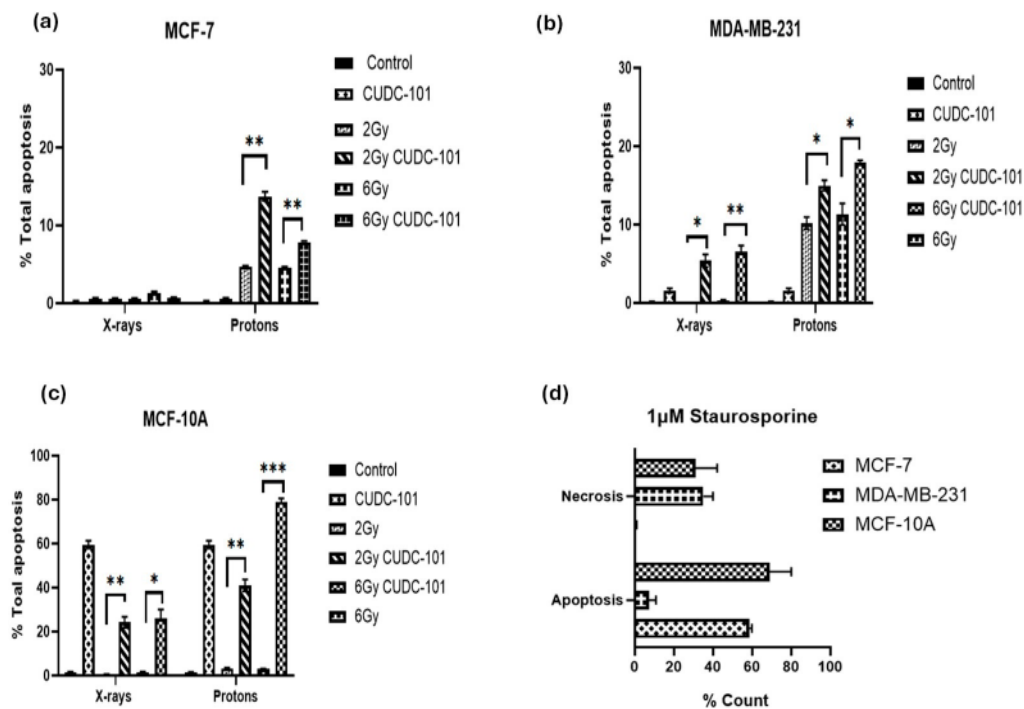 (a)
MCF-7
% Total apoptosis
30
20
10
0
**
**
X-rays
Protons
Control
CUDC-101
2Gy
2Gy CUDC-101
6Gy
6Gy CUDC-101
(b)
MDA-MB-231
% Total apoptosis
30
20
10
0
*
**
*
*
X-rays
Protons
Control
CUDC-101
2Gy
2Gy CUDC-101
6Gy CUDC-101
6Gy
(c)
MCF-10A
% Toal apoptosis
100
80
60
40
20
0
**
*
**
***
X-rays
Protons
Control
CUDC-101
2Gy
2Gy CUDC-101
6Gy CUDC-101
6Gy
(d)
1µM Staurosporine
Necrosis
Apoptosis
0 20 40 60 80 100
% Count
MCF-7
MDA-MB-231
MCF-10A